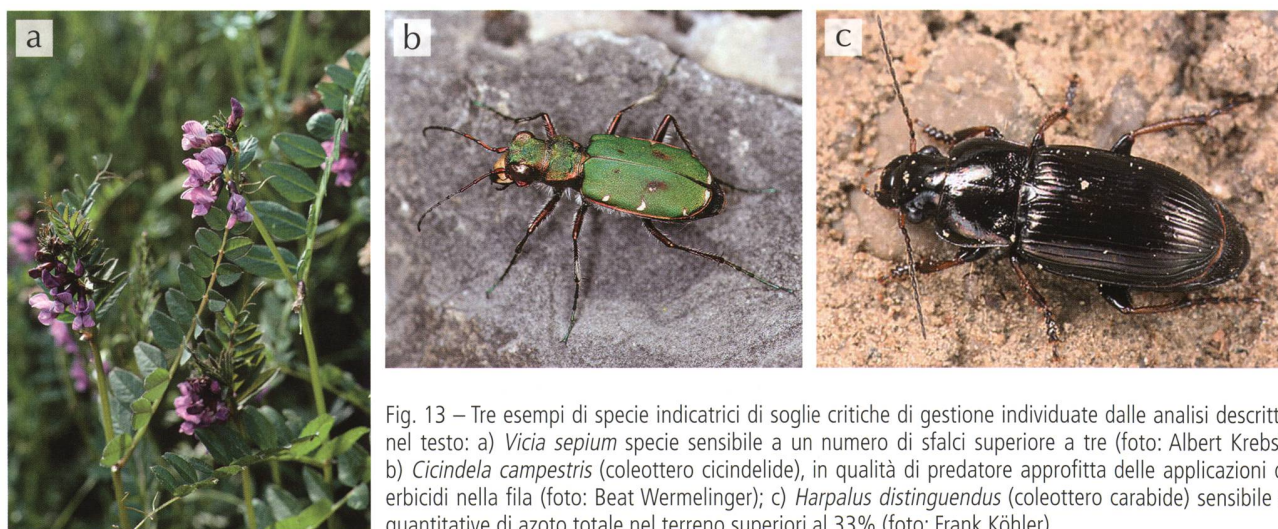 a
b
c
Fig. 13 – Tre esempi di specie indicatrici di soglie critiche di gestione individuate dalle analisi descritt
nel testo: a) Vicia sepium specie sensibile a un numero di sfalci superiore a tre (foto: Albert Krebs
b) Cicindela campestris (coleottero cicindelide), in qualità di predatore approfitta delle applicazioni
erbicidi nella fila (foto: Beat Wermelinger); c) Harpalus distinguendus (coleottero carabide) sensibile
quantitative di azoto totale nel terreno superiori al 33% (foto: Frank Köhler)